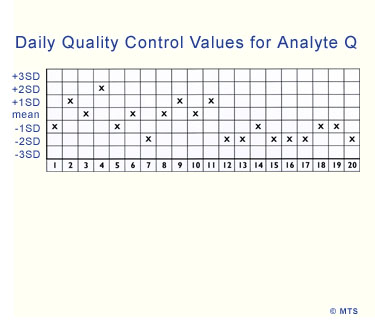 Daily Quality Control Values for Analyte Q
+3SD
+2SD
+1SD
mean
-1SD
-2SD
-3SD
1 2 3 4 5 6 7 8 9 10 11 12 13 14 15 16 17 18 19 20
© MTS